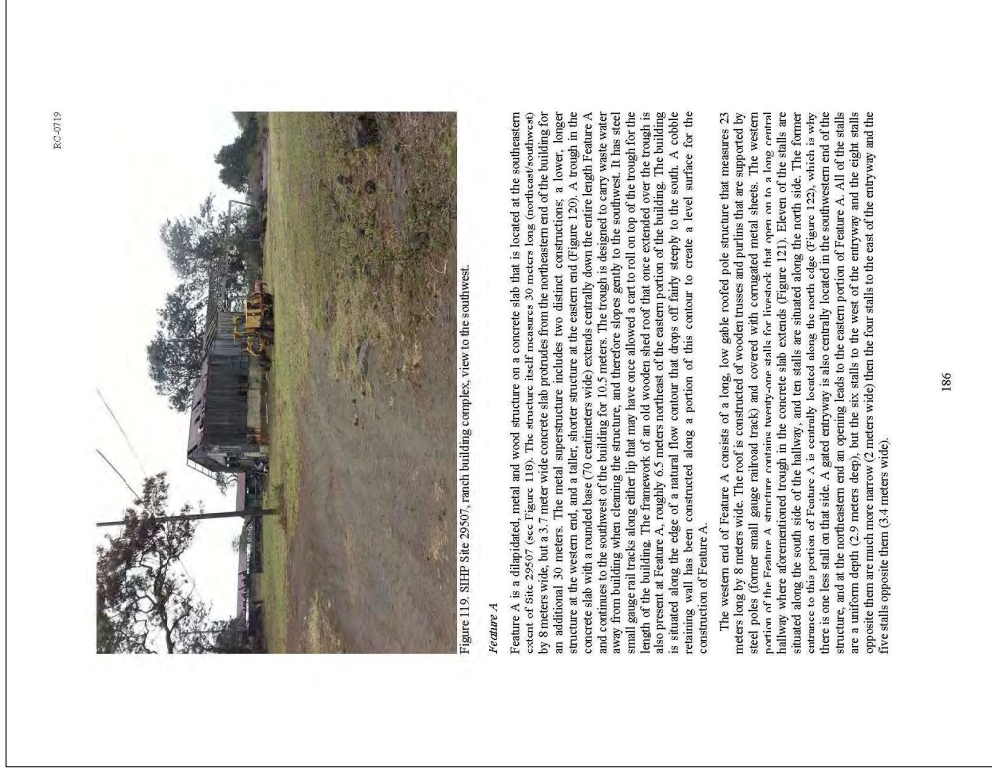 RC-0719
Figure 119. SIHP Site 29507, ranch building complex, view to the southwest.
Feature A
Feature A is a dilapidated, metal and wood structure on a concrete slab that is located at the southeastern
extent of Site 29507 (see Figure 118). The structure itself measures 30 meters long (northeast/southwest)
by 8 meters wide, but a 3.7 meter wide concrete slab protrudes from the northeastern end of the building for
an additional 30 meters. The metal superstructure includes two distinct constructions; a lower, longer
structure at the western end, and a taller, shorter structure at the eastern end (Figure 120). A trough in the
concrete slab with a rounded base (70 centimeters wide) extends centrally down the entire length Feature A
and continues to the southwest of the building for 10.5 meters. The trough is designed to carry waste water
away from building when cleaning the structure, and therefore slopes gently to the southwest. It has steel
small gauge rail tracks along either lip that may have once allowed a cart to roll on top of the trough for the
length of the building. The framework of an old wooden shed roof that once extended over the trough is
also present at Feature A, roughly 6.5 meters northeast of the eastern portion of the building. The building
is situated along the edge of a natural flow contour that drops off fairly steeply to the south. A cobble
retaining wall has been constructed along a portion of this contour to create a level surface for the
construction of Feature A.
The western end of Feature A consists of a long, low gable roofed pole structure that measures 23
meters long by 8 meters wide. The roof is constructed of wooden trusses and purlins that are supported by
steel poles (former small gauge railroad track) and covered with corrugated metal sheets. The western
portion of the Feature A structure contains twenty-one stalls for livestock that open on to a long central
hallway where aforementioned trough in the concrete slab extends (Figure 121). Eleven of the stalls are
situated along the south side of the hallway, and ten stalls are situated along the north side. The former
entrance to this portion of Feature A is centrally located along the north edge (Figure 122), which is why
there is one less stall on that side. A gated entryway is also centrally located in the southwestern end of the
structure, and at the northeastern end an opening leads to the eastern portion of Feature A. All of the stalls
are a uniform depth (2.9 meters deep), but the six stalls to the west of the entryway and the eight stalls
opposite them are much more narrow (2 meters wide) then the four stalls to the east of the entryway and the
five stalls opposite them (3.4 meters wide).
186